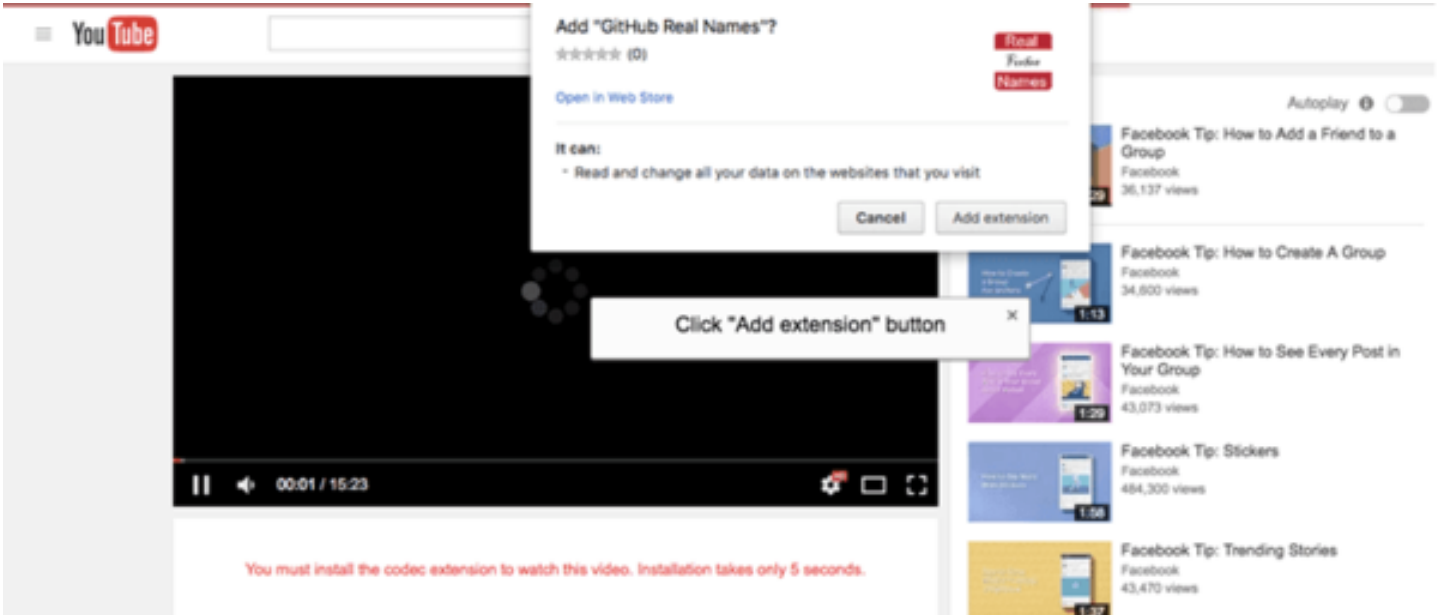 YouTube
Add "GitHub Real Names"?
(0)
Open in Web Store
Real
Names
It can:
- Read and change all your data on the websites that you visit
Cancel
Add extension
Click "Add extension" button
×
00:01 / 15:23
You must install the codec extension to watch this video. Installation takes only 5 seconds.
Autoplay
Facebook Tip: How to Add a Friend to a
Group
Facebook
36,137 views
Facebook Tip: How to Create A Group
Facebook
34,600 views
1:13
Facebook Tip: How to See Every Post in
Your Group
Facebook
43,073 views
1:29
Facebook Tip: Stickers
Facebook
484,300 views
1:58
Facebook Tip: Trending Stories
Facebook
43,470 views
1:37